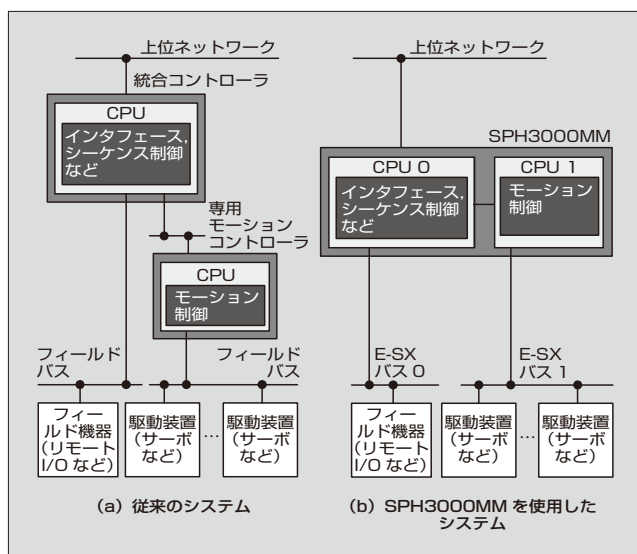 上位ネットワーク
統合コントローラ
CPU
インタフェース,
シーケンス制御
など
専用
モーション
コントローラ
CPU
モーション
制御
フィールド
バス
フィールド
バス
フィー
ルド機器
(リモート
I/O など)
駆動装置
(サーボ
など)
…
駆動装置
(サーボ
など)
(a) 従来のシステム
上位ネットワーク
SPH3000MM
CPU 0
インタフェース,
シーケンス制御
など
CPU 1
モーション
制御
E-SX
バス 0
E-SX
バス 1
フィー
ルド機器
(リモート
I/O など)
駆動装置
(サーボ
など)
…
駆動装置
(サーボ
など)
(b) SPH3000MM を使用した
システム